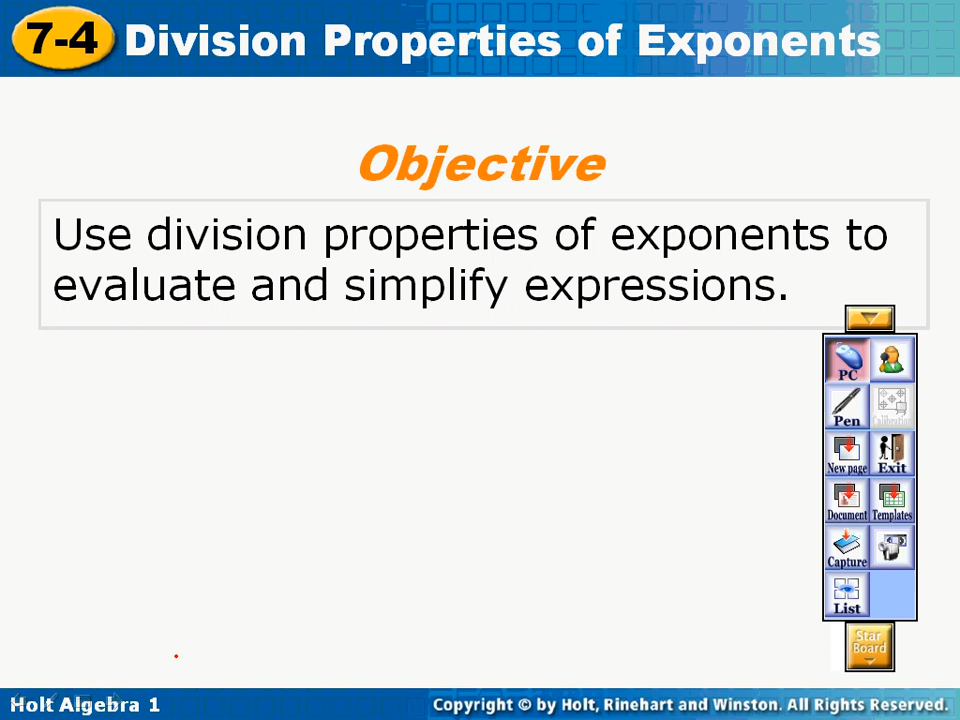 7-4 Division Properties of Exponents
Objective
Use division properties of exponents to
evaluate and simplify expressions.
PC
Pen
Calibration
New page
Exit
Document
Templates
Capture
List
Star
Board
Holt Algebra 1
Copyright © by Holt, Rinehart and Winston. All Rights Reserved.